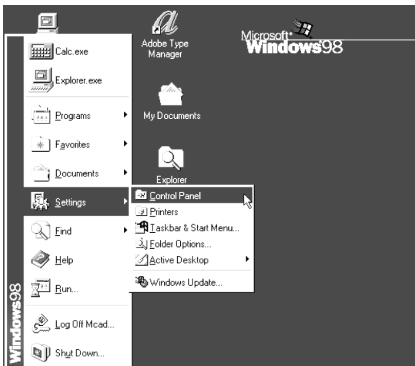 Calc.exe
Explorer.exe
Programs
Favorites
Documents
Settings
Find
Help
Run...
Log Off Mcad...
Shut Down...
Windows98
Adobe Type
Manager
My Documents
Explorer
Control Panel
Printers
Taskbar & Start Menu...
Folder Options...
Active Desktop
Windows Update...
Microsoft
Windows98